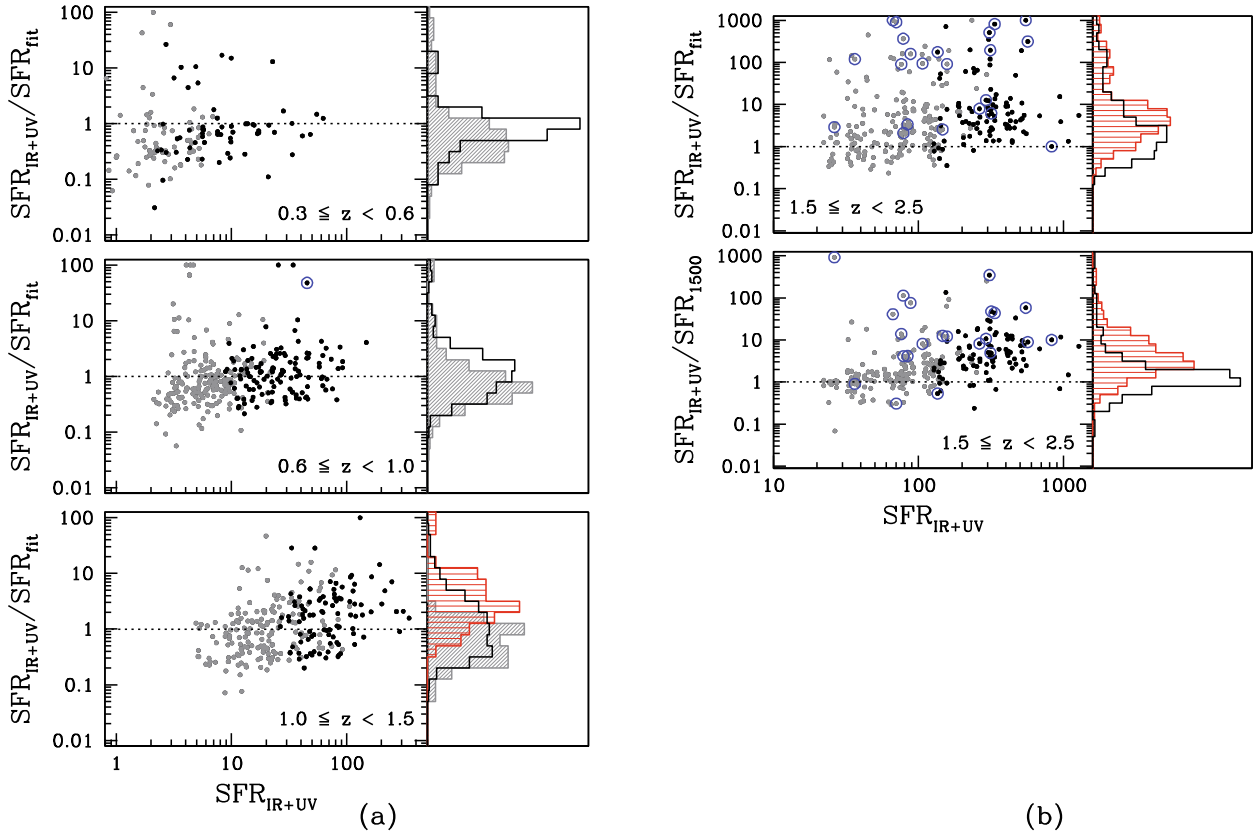 100
10
1
0.1
0.01
SFR_IR+UV/SFR_fit
0.3 ≦ z < 0.6
100
10
1
0.1
0.01
SFR_IR+UV/SFR_fit
0.6 ≦ z < 1.0
100
10
1
0.1
0.01
SFR_IR+UV/SFR_fit
1.0 ≦ z < 1.5
1 10 100
SFR_IR+UV
(a)
1000
100
10
1
0.1
0.01
SFR_IR+UV/SFR_fit
1.5 ≦ z < 2.5
1000
100
10
1
0.1
0.01
SFR_IR+UV/SFR_1500
1.5 ≦ z < 2.5
10 100 1000
SFR_IR+UV
(b)